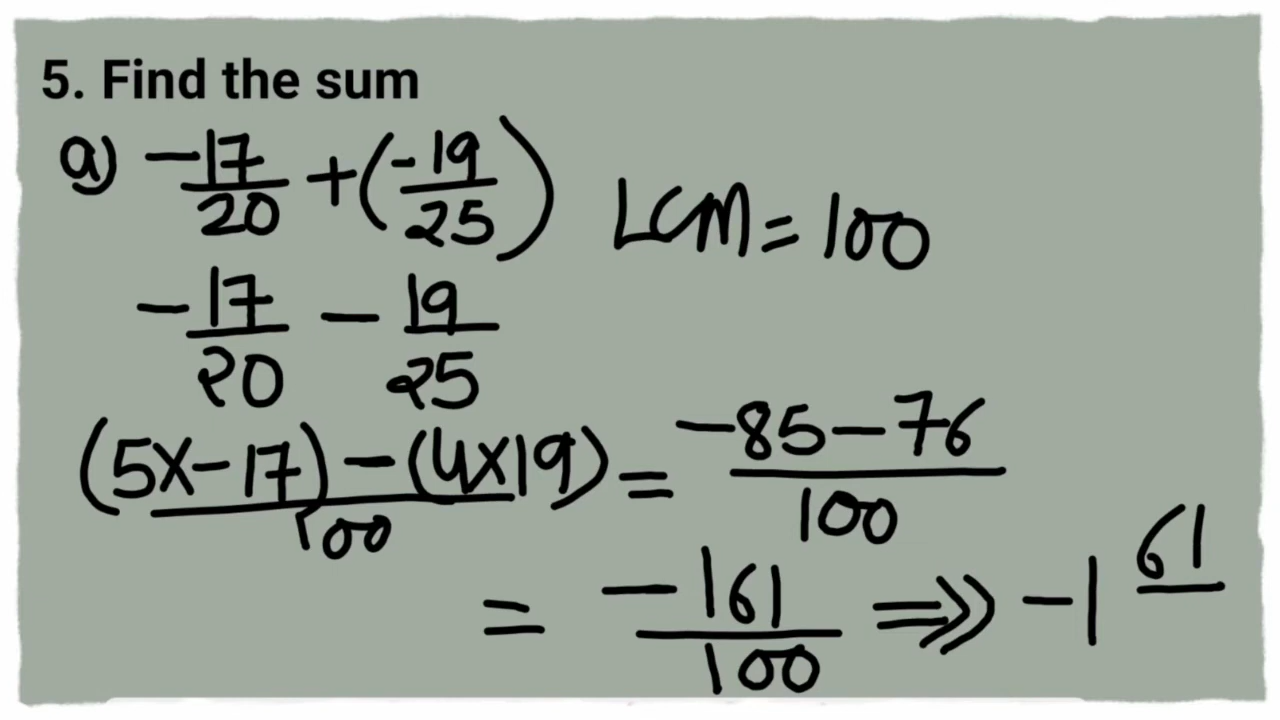 5. Find the sum
a) -17/20 + (-19/25) LCM = 100
-17/20 - 19/25
(5x-17) - (4x19)/100 = -85-76/100
= -161/100 ⇒» -1 61/